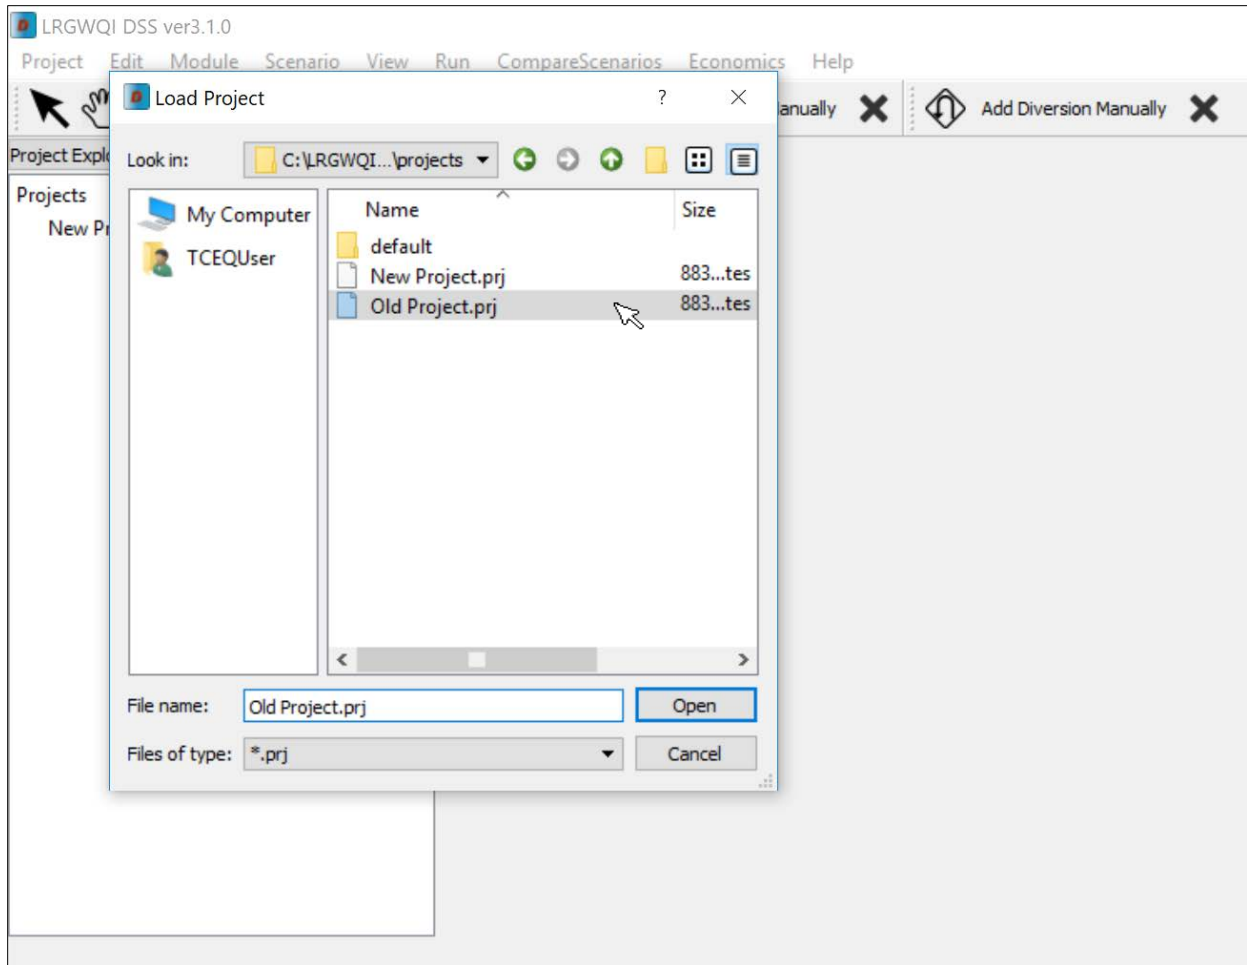 LRGWQI DSS ver3.1.0
Project Edit Module Scenario View Run CompareScenarios Economics Help
Load Project ?
anually Add Diversion Manually
Project Expl
Look in: C:\LRGWQI...\projects
Projects
New Pr
My Computer
TCEQUser
Name Size
default
New Project.prj 883...tes
Old Project.prj 883...tes
File name: Old Project.prj Open
Files of type: *.prj Cancel